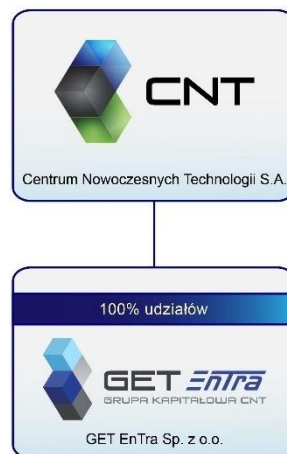 CNT
Centrum Nowoczesnych Technologii S.A.
100% udziałów
GET EnTra
GRUPA KAPITAŁOWA CNT
GET EnTra Sp. z o.o.